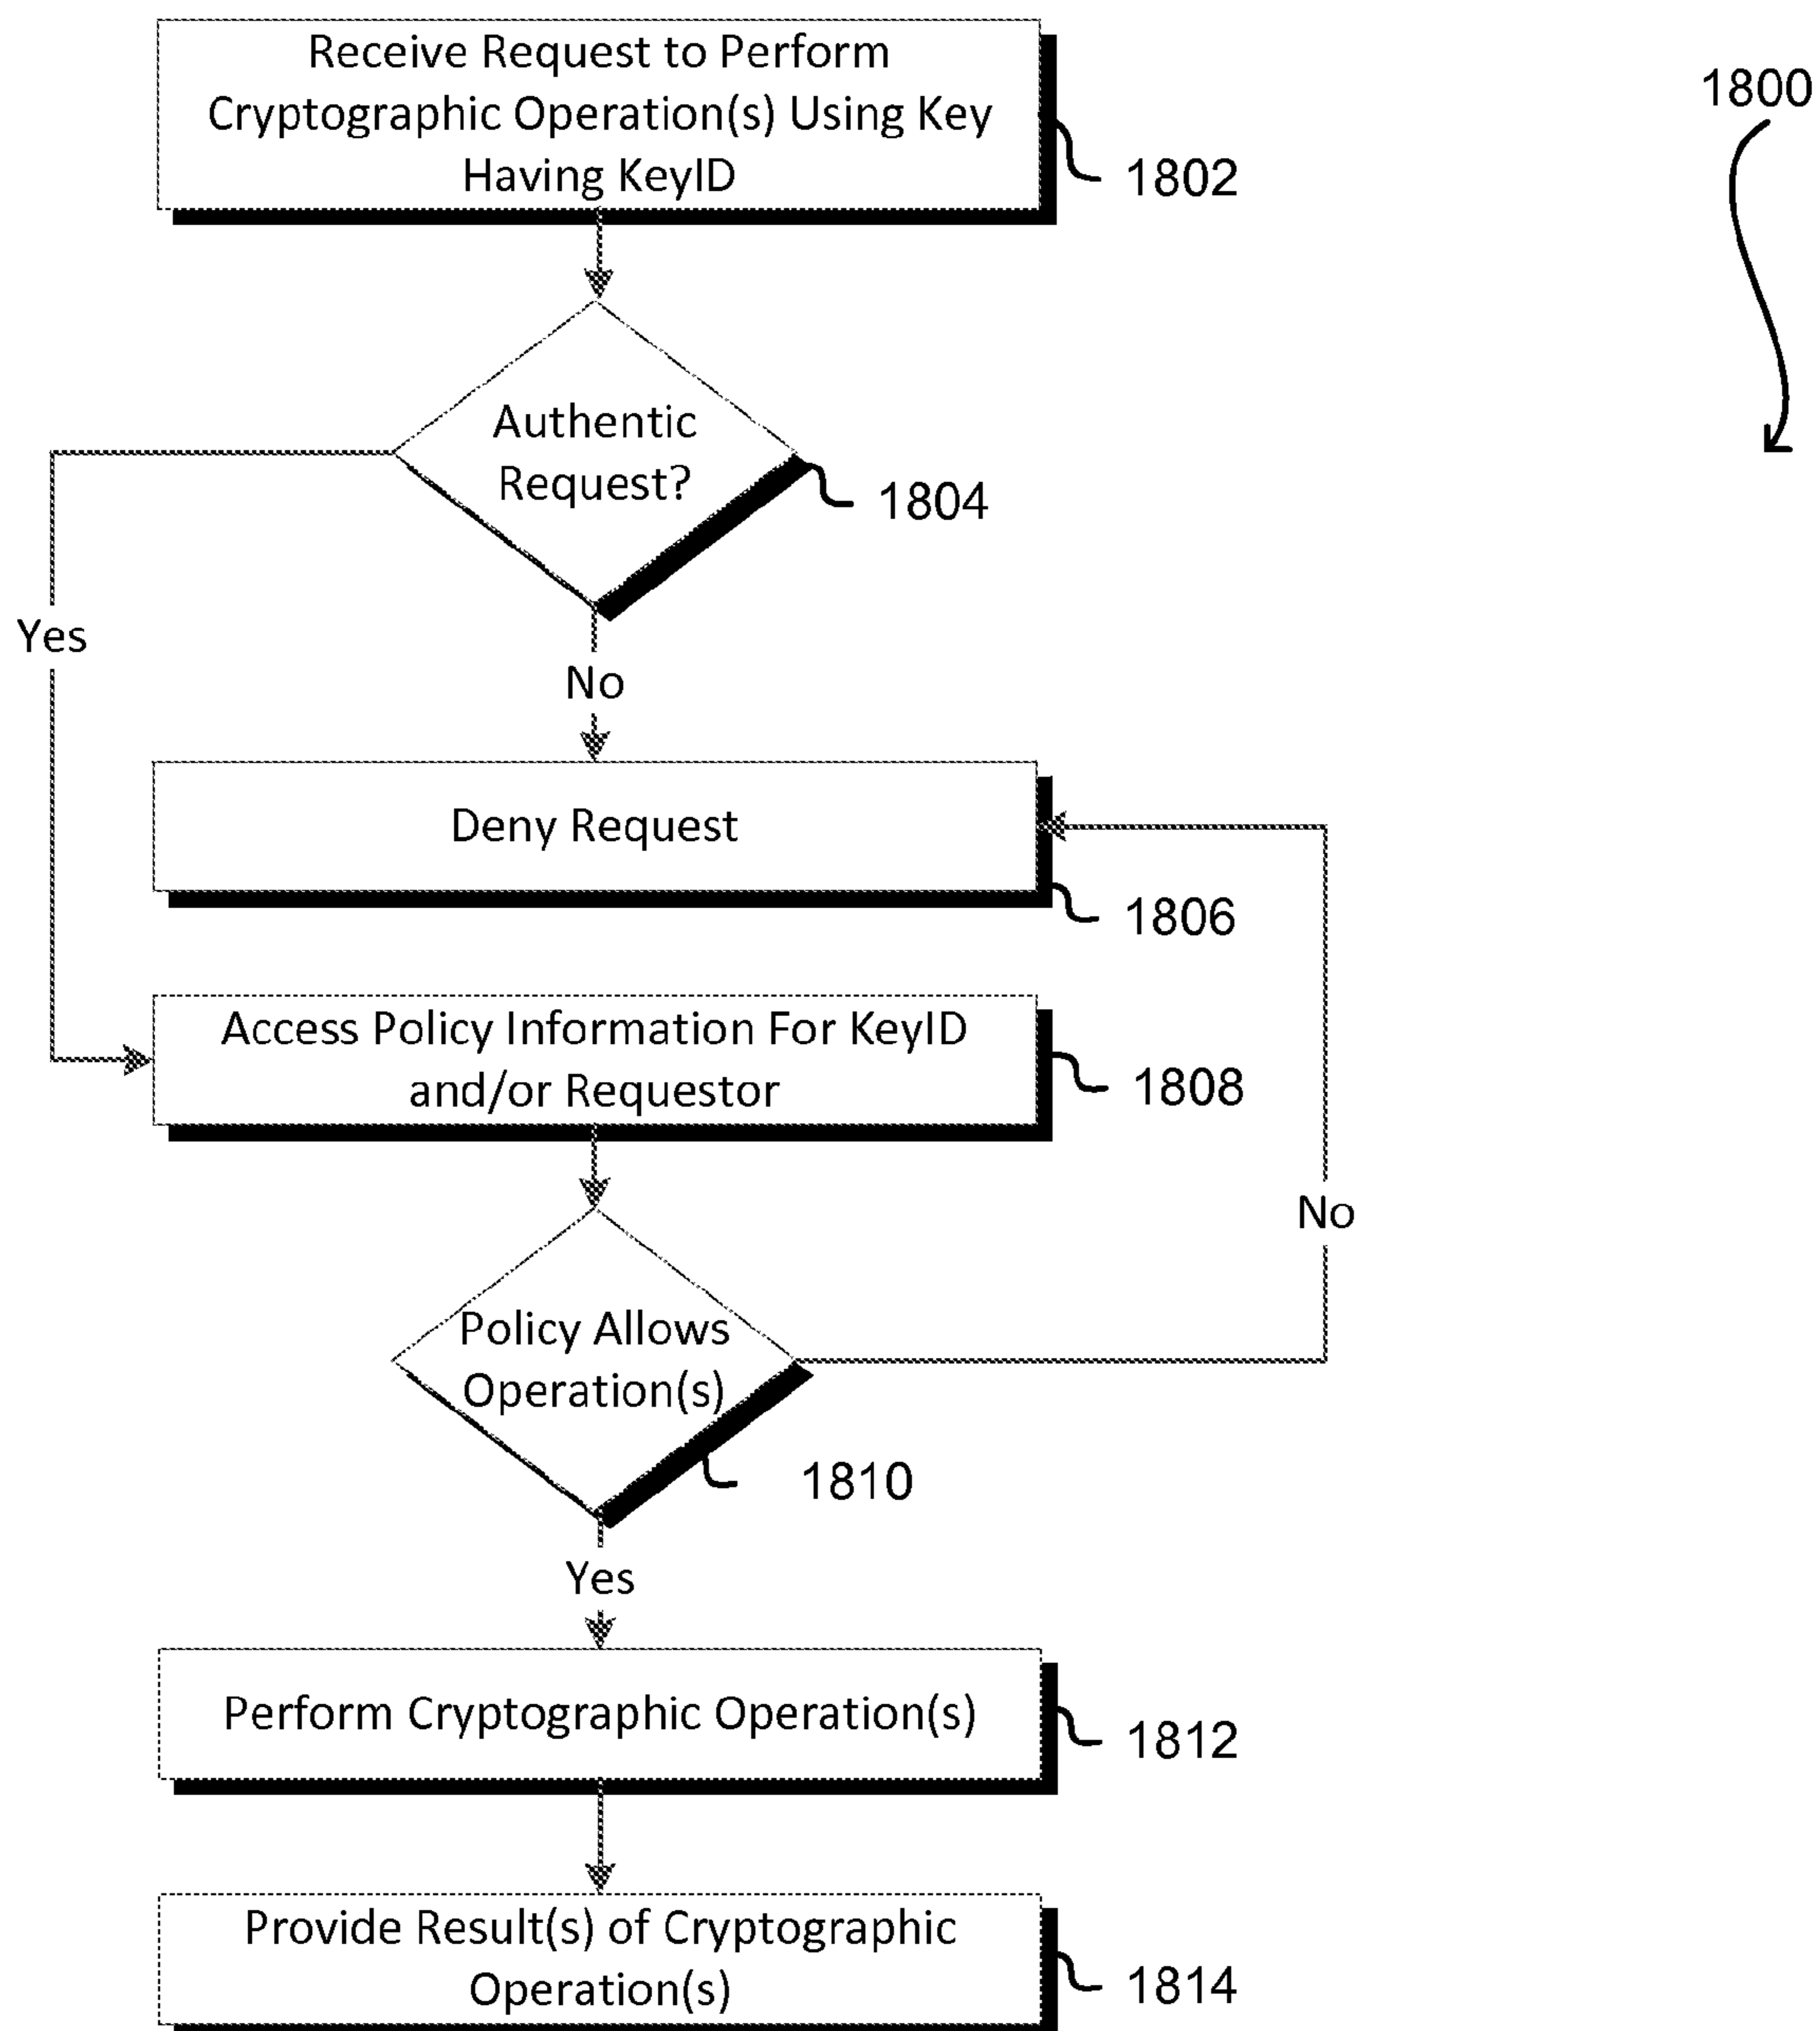 Receive Request to Perform
Cryptographic Operation(s) Using Key
Having KeyID
1800
1802
Authentic
Request?
1804
Yes
No
Deny Request
1806
Access Policy Information For KeyID
and/or Requestor
1808
No
Policy Allows
Operation(s)
1810
Yes
Perform Cryptographic Operation(s)
1812
Provide Result(s) of Cryptographic
Operation(s)
1814